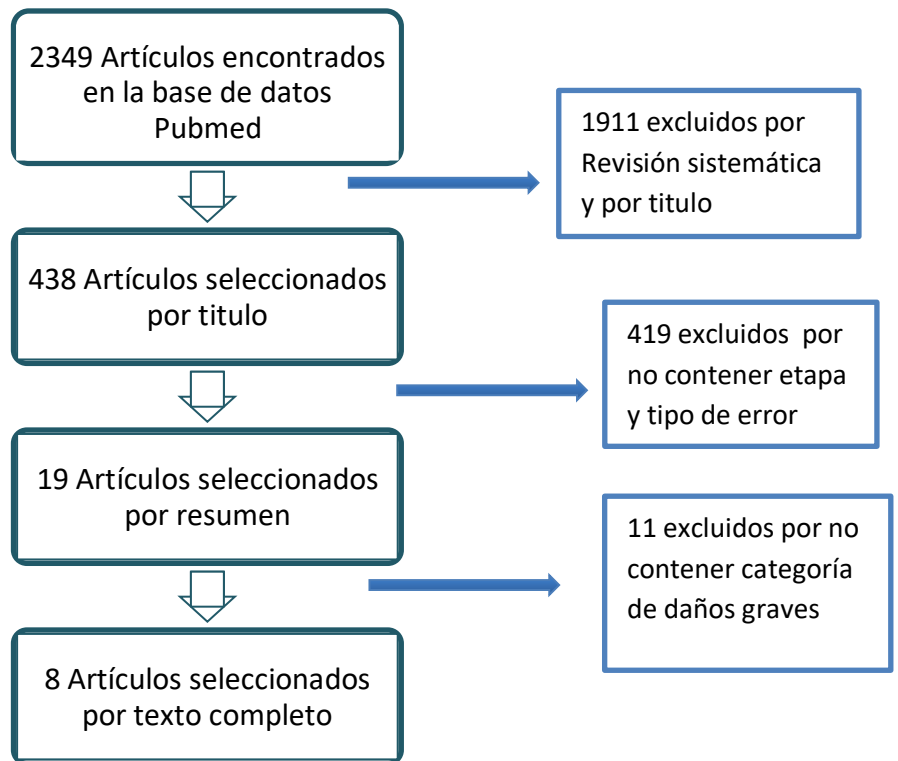 2349 Artículos encontrados
en la base de datos
Pubmed
1911 excluidos por
Revisión sistemática
y por titulo
438 Artículos seleccionados
por titulo
419 excluidos  por
no contener etapa
y tipo de error
19 Artículos seleccionados
por resumen
11 excluidos por no
contener categoría
de daños graves
8 Artículos seleccionados
por texto completo